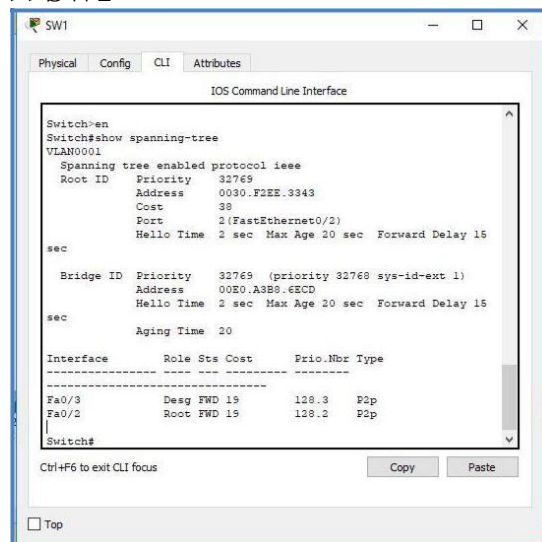 SW1
Physical Config CLI Attributes
IOS Command Line Interface
Switch>en
Switch#show spanning-tree
VLAN0001
Spanning tree enabled protocol ieee
Root ID Priority 32769
Address 0030.F2EE.3343
Cost 38
Port 2(FastEthernet0/2)
Hello Time 2 sec Max Age 20 sec Forward Delay 15
sec
Bridge ID Priority 32769 (priority 32768 sys-id-ext 1)
Address 00E0.A3B8.6ECD
Hello Time 2 sec Max Age 20 sec Forward Delay 15
sec
Aging Time 20
Interface Role Sts Cost Prio.Nbr Type
---------------- ---- --- --------- --------
--------------------------------
Fa0/3 Desg FWD 19 128.3 P2p
Fa0/2 Root FWD 19 128.2 P2p
Switch#
Ctrl+F6 to exit CLI focus
Copy Paste
Top